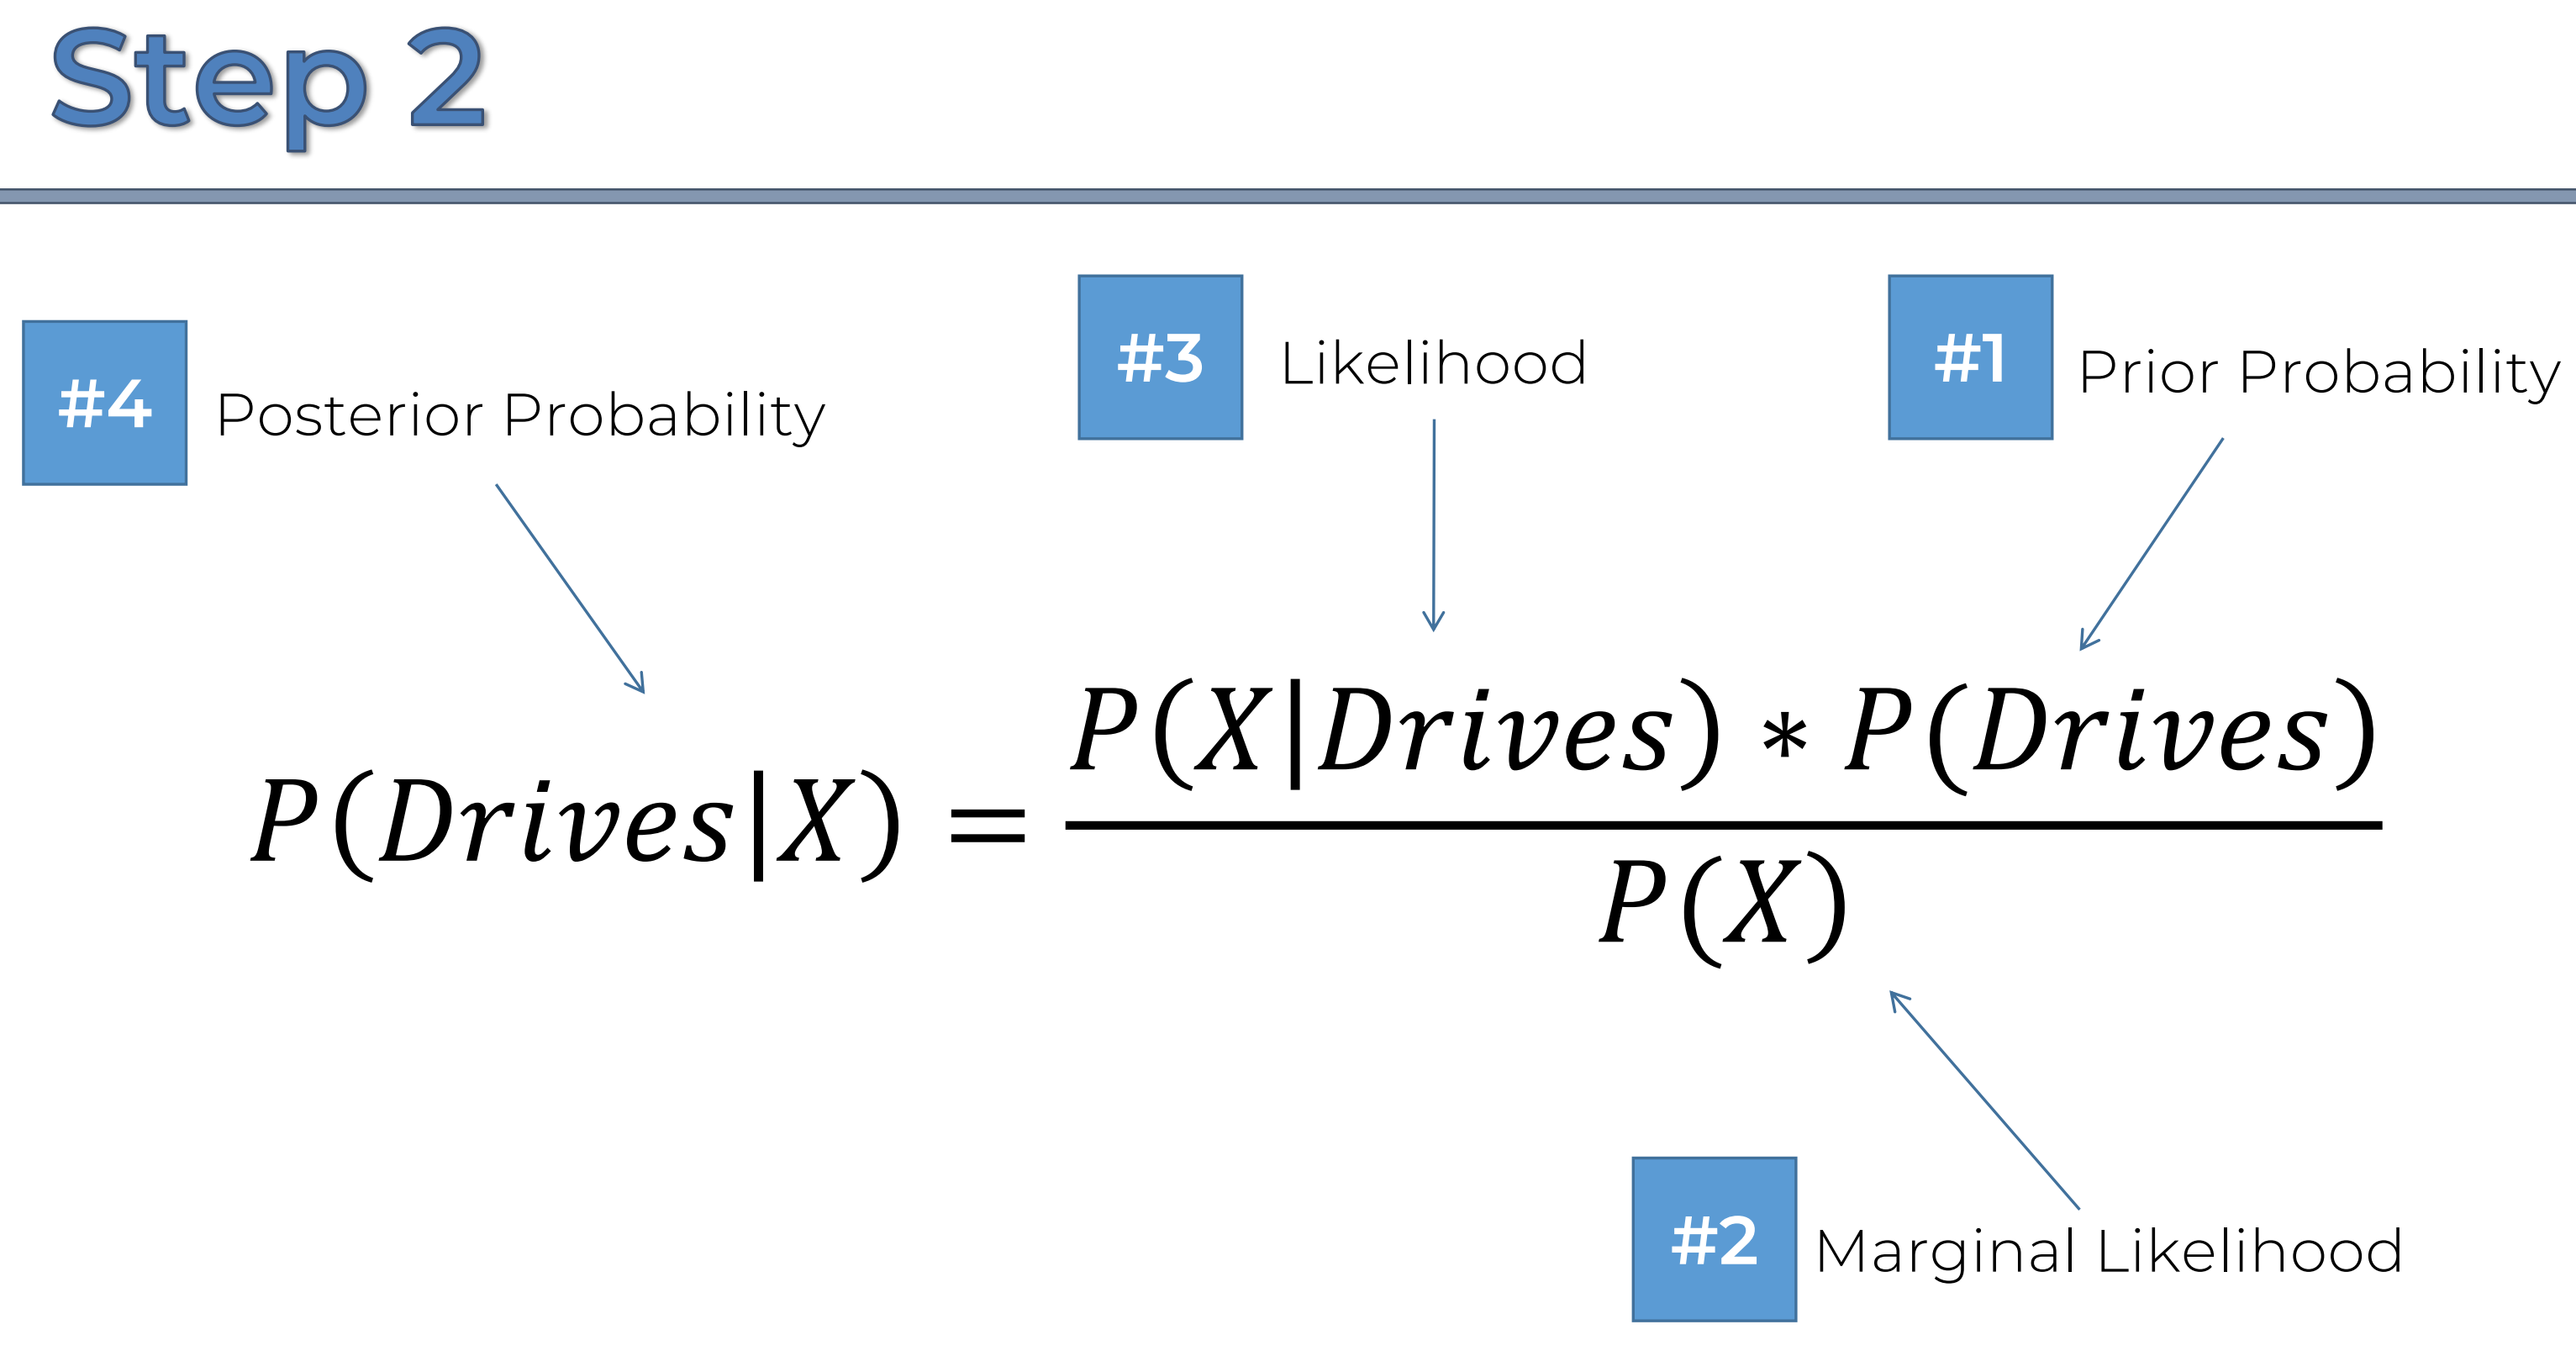 Step 2
#4 Posterior Probability
#3 Likelihood
#1 Prior Probability
P(Drives|X) = P(X|Drives) * P(Drives)
P(X)
#2 Marginal Likelihood